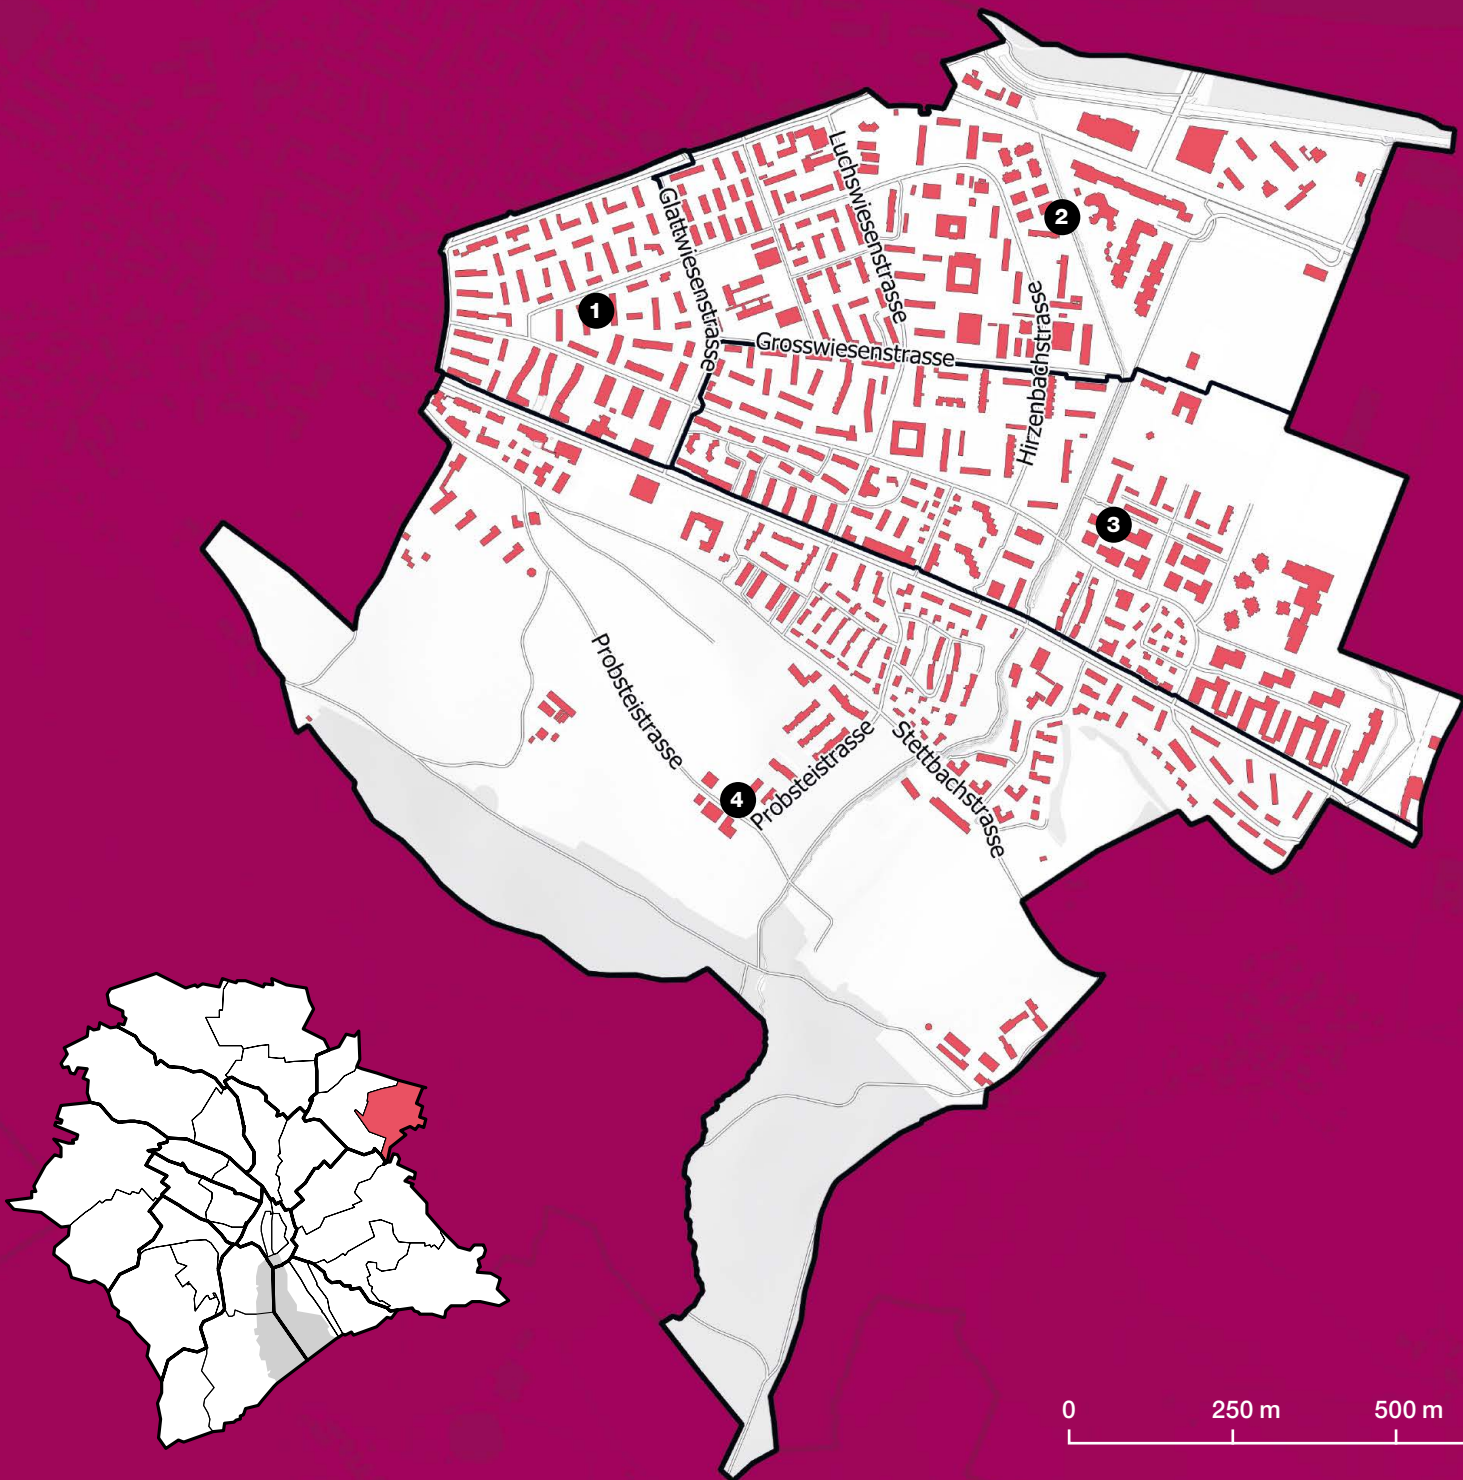 Luchswiesenstrasse
Glattwiesenstrasse
2
1
Hirzenbachstrasse
Grosswiesenstrasse
3
Probsteistrasse
Stettbachstrasse
Probsteistrasse
4
0 250 m 500 m